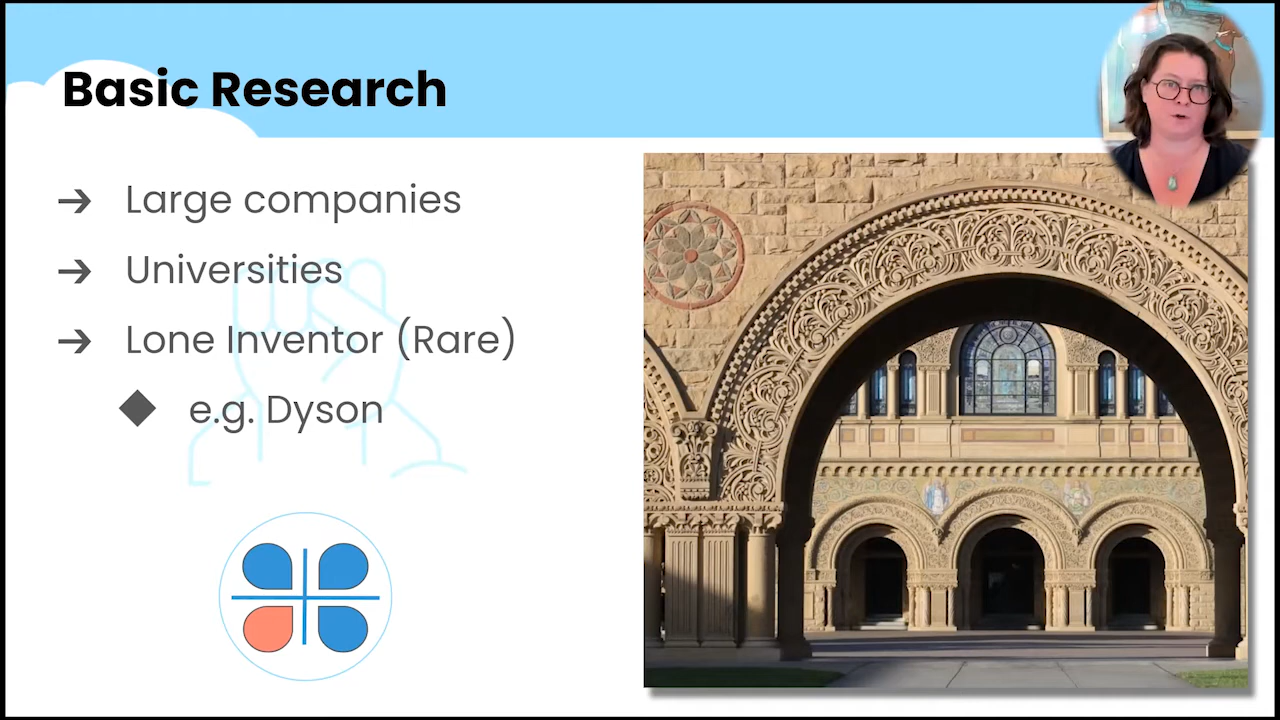 Basic Research
➔ Large companies
➔ Universities
➔ Lone Inventor (Rare)
◆ e.g. Dyson